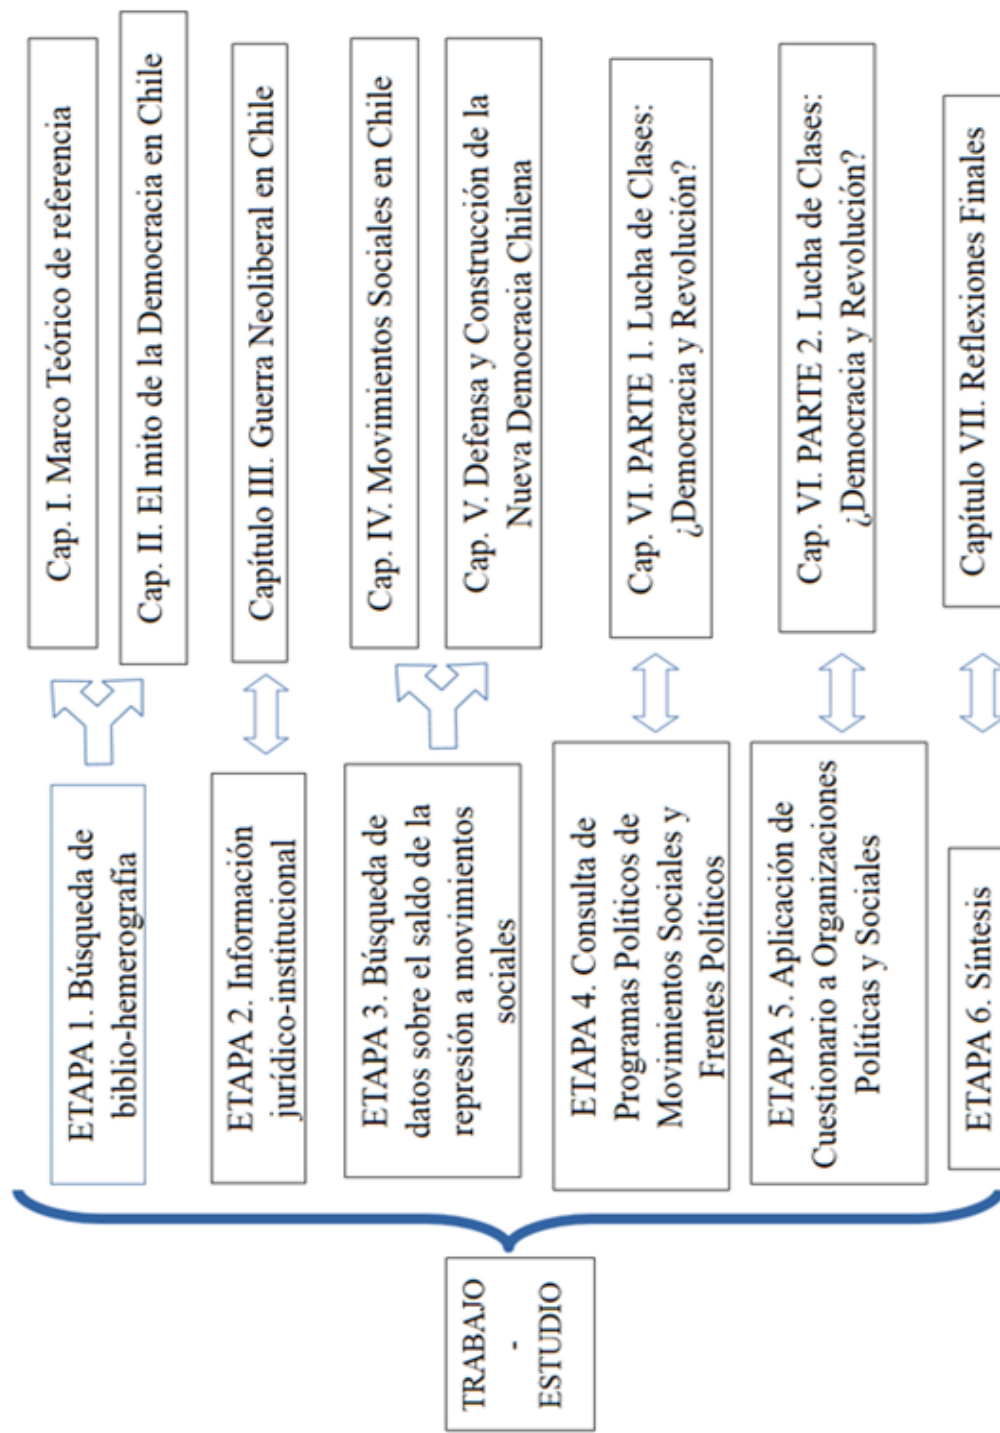 TRABAJO
-
ESTUDIO
ETAPA 1. Búsqueda de
biblio-hemerografía
Cap. I. Marco Teórico de referencia
Cap. II. El mito de la Democracia en Chile
ETAPA 2. Información
jurídico-institucional
Capítulo III. Guerra Neoliberal en Chile
ETAPA 3. Búsqueda de
datos sobre el saldo de la
represión a movimientos
sociales
Cap. IV. Movimientos Sociales en Chile
Cap. V. Defensa y Construcción de la
Nueva Democracia Chilena
ETAPA 4. Consulta de
Programas Políticos de
Movimientos Sociales y
Frentes Políticos
Cap. VI. PARTE 1. Lucha de Clases:
¿Democracia y Revolución?
ETAPA 5. Aplicación de
Cuestionario a Organizaciones
Políticas y Sociales
Cap. VI. PARTE 2. Lucha de Clases:
¿Democracia y Revolución?
ETAPA 6. Síntesis
Capítulo VII. Reflexiones Finales